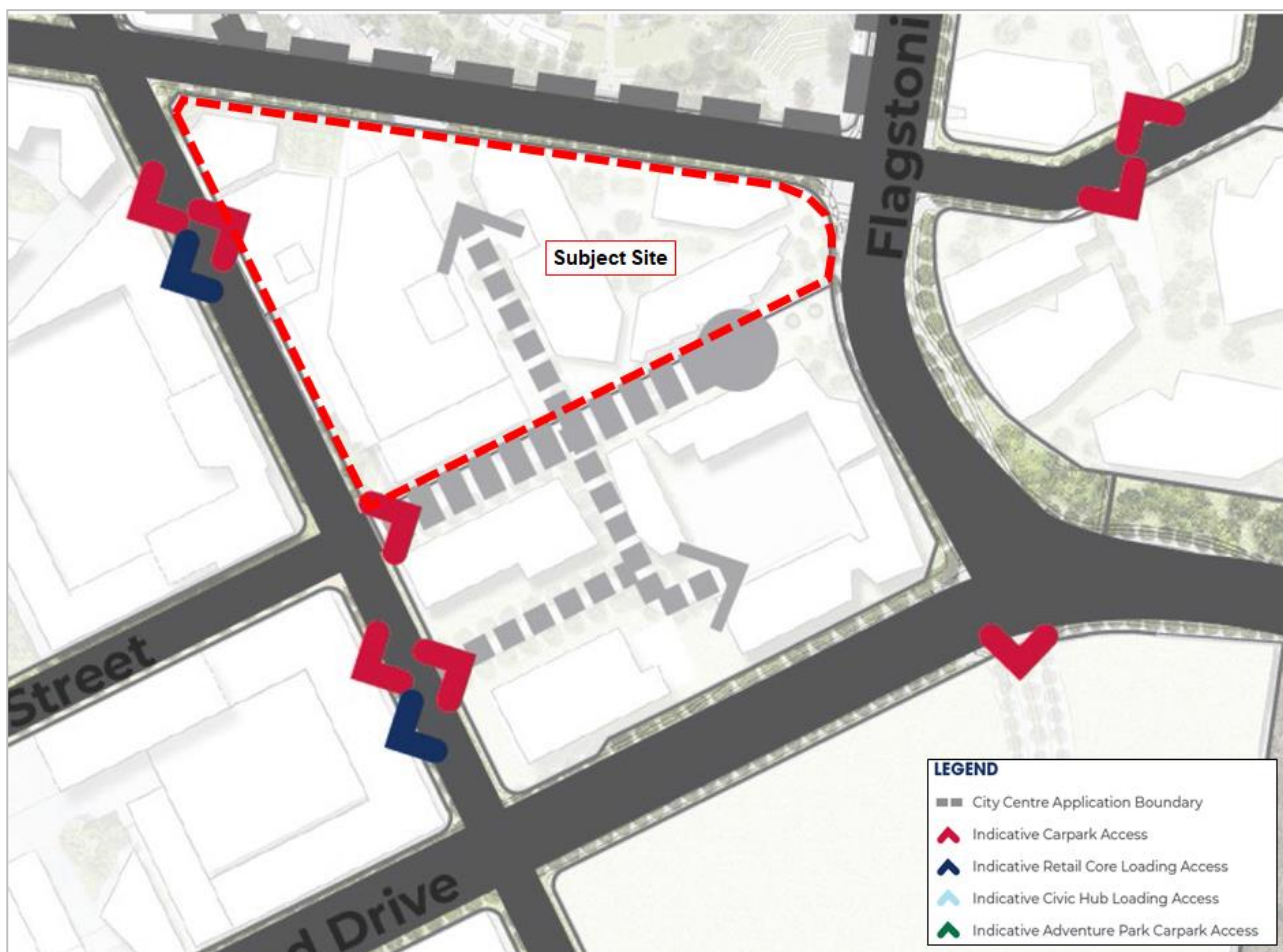 Flagstoni
Subject Site
Street
d Drive
LEGEND
City Centre Application Boundary
Indicative Carpark Access
Indicative Retail Core Loading Access
Indicative Civic Hub Loading Access
Indicative Adventure Park Carpark Access